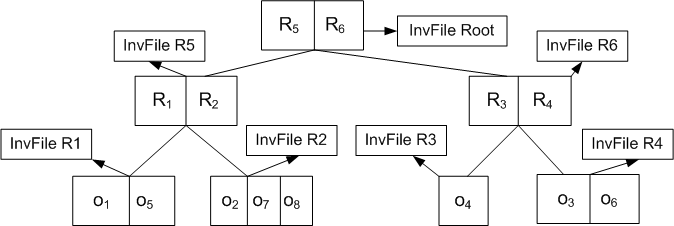 R5 R6 InvFile Root
InvFile R5 InvFile R6
R1 R2 R3 R4
InvFile R1 InvFile R2 InvFile R3 InvFile R4
o1 o5 o2 o7 o8 o4 o3 o6